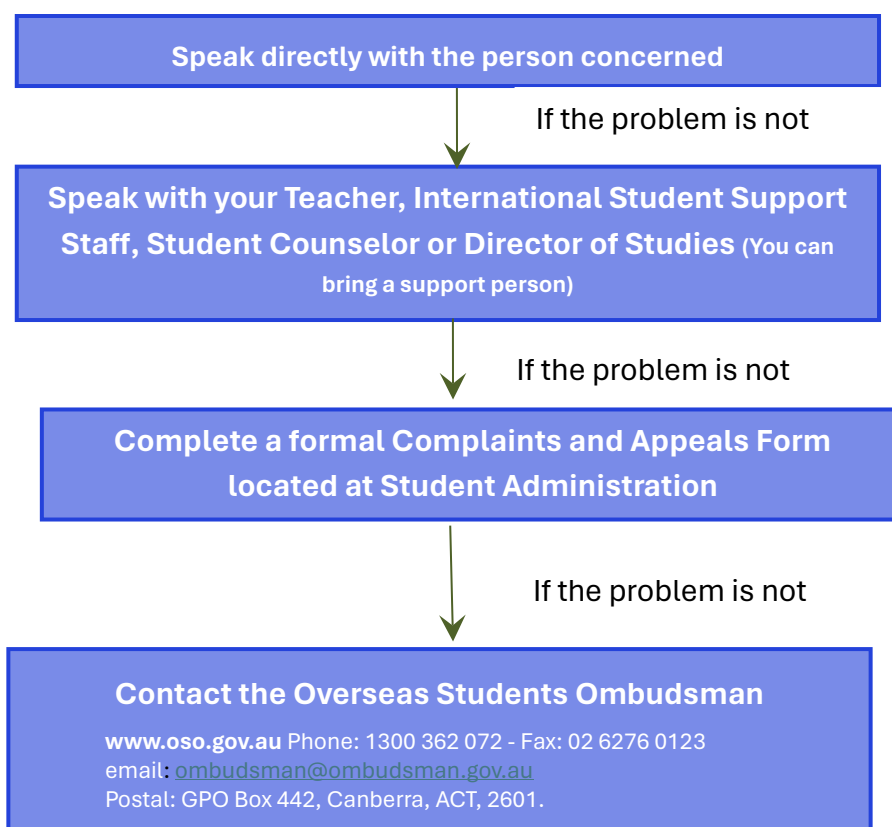 Speak directly with the person concerned
If the problem is not
Speak with your Teacher, International Student Support
Staff, Student Counselor or Director of Studies (You can
bring a support person)
If the problem is not
Complete a formal Complaints and Appeals Form
located at Student Administration
If the problem is not
Contact the Overseas Students Ombudsman
www.oso.gov.au Phone: 1300 362 072 - Fax: 02 6276 0123
email: ombudsman@ombudsman.gov.au
Postal: GPO Box 442, Canberra, ACT, 2601.